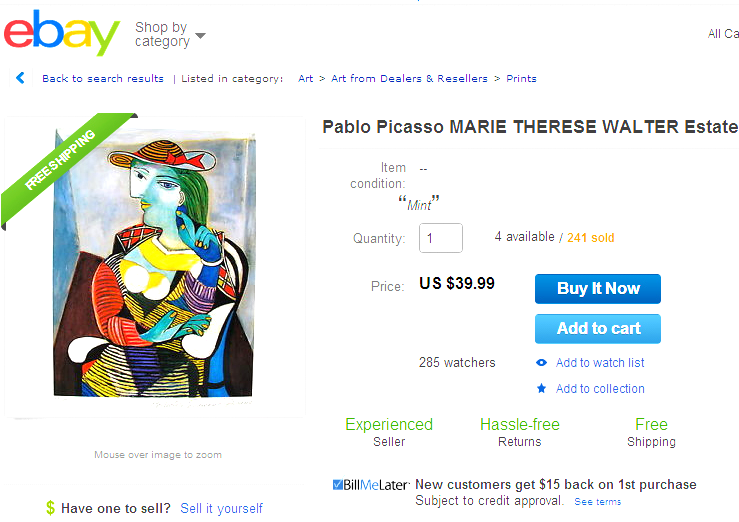 ebay
Shop by
category
All Ca
Back to search results | Listed in category: Art > Art from Dealers & Resellers > Prints
FREE SHIPPING
Pablo Picasso MARIE THERESE WALTER Estate
Item
condition:
--
“Mint”
Quantity: 1 4 available / 241 sold
Price: US $39.99
Buy It Now
Add to cart
285 watchers
Add to watch list
Add to collection
Experienced
Seller
Hassle-free
Returns
Free
Shipping
Mouse over image to zoom
BillMeLater New customers get $15 back on 1st purchase
Subject to credit approval. See terms
$ Have one to sell? Sell it yourself